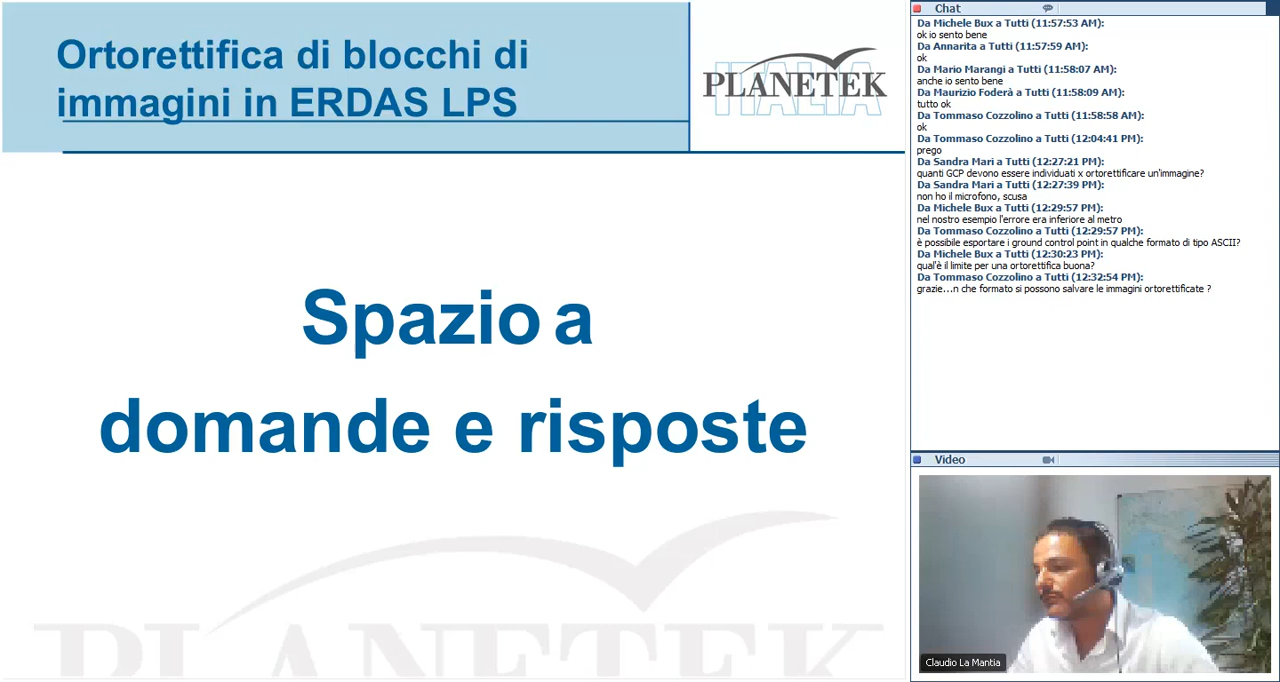 Ortorettifica di blocchi di
immagini in ERDAS LPS
PLANETEK
ITALIA
Spazio a
domande e risposte
PLANETEK
Chat
Da Michele Bux a Tutti (11:57:53 AM):
ok io sento bene
Da Annarita a Tutti (11:57:59 AM):
ok
Da Mario Marangi a Tutti (11:58:07 AM):
anche io sento bene
Da Maurizio Foderà a Tutti (11:58:09 AM):
tutto ok
Da Tommaso Cozzolino a Tutti (11:58:58 AM):
ok
Da Tommaso Cozzolino a Tutti (12:04:41 PM):
prego
Da Sandra Mari a Tutti (12:27:21 PM):
quanti GCP devono essere individuati x ortorettificare un'immagine?
Da Sandra Mari a Tutti (12:27:39 PM):
non ho il microfono, scusa
Da Michele Bux a Tutti (12:29:57 PM):
nel nostro esempio l'errore era inferiore al metro
Da Tommaso Cozzolino a Tutti (12:29:57 PM):
è possibile esportare i ground control point in qualche formato di tipo ASCII?
Da Michele Bux a Tutti (12:30:23 PM):
qual'è il limite per una ortorettifica buona?
Da Tommaso Cozzolino a Tutti (12:32:54 PM):
grazie...n che formato si possono salvare le immagini ortorettificate ?
Video
Claudio La Mantia